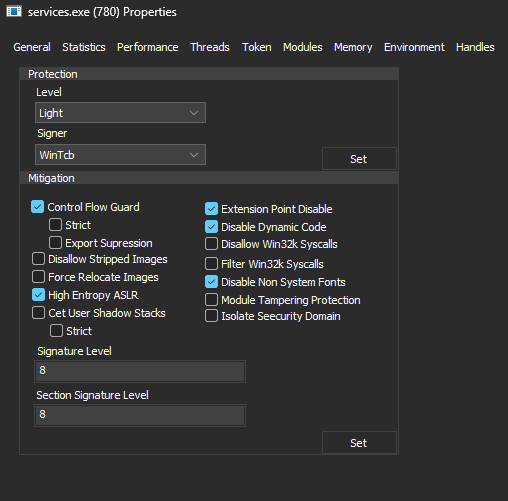 services.exe (780) Properties
General Statistics Performance Threads Token Modules Memory Environment Handles
Protection
Level
Light
Signer
WinTcb
Set
Mitigation
Control Flow Guard
Strict
Export Supression
Disallow Stripped Images
Force Relocate Images
High Entropy ASLR
Cet User Shadow Stacks
Strict
Extension Point Disable
Disable Dynamic Code
Disallow Win32k Syscalls
Filter Win32k Syscalls
Disable Non System Fonts
Module Tampering Protection
Isolate Seecurity Domain
Signature Level
8
Section Signature Level
8
Set